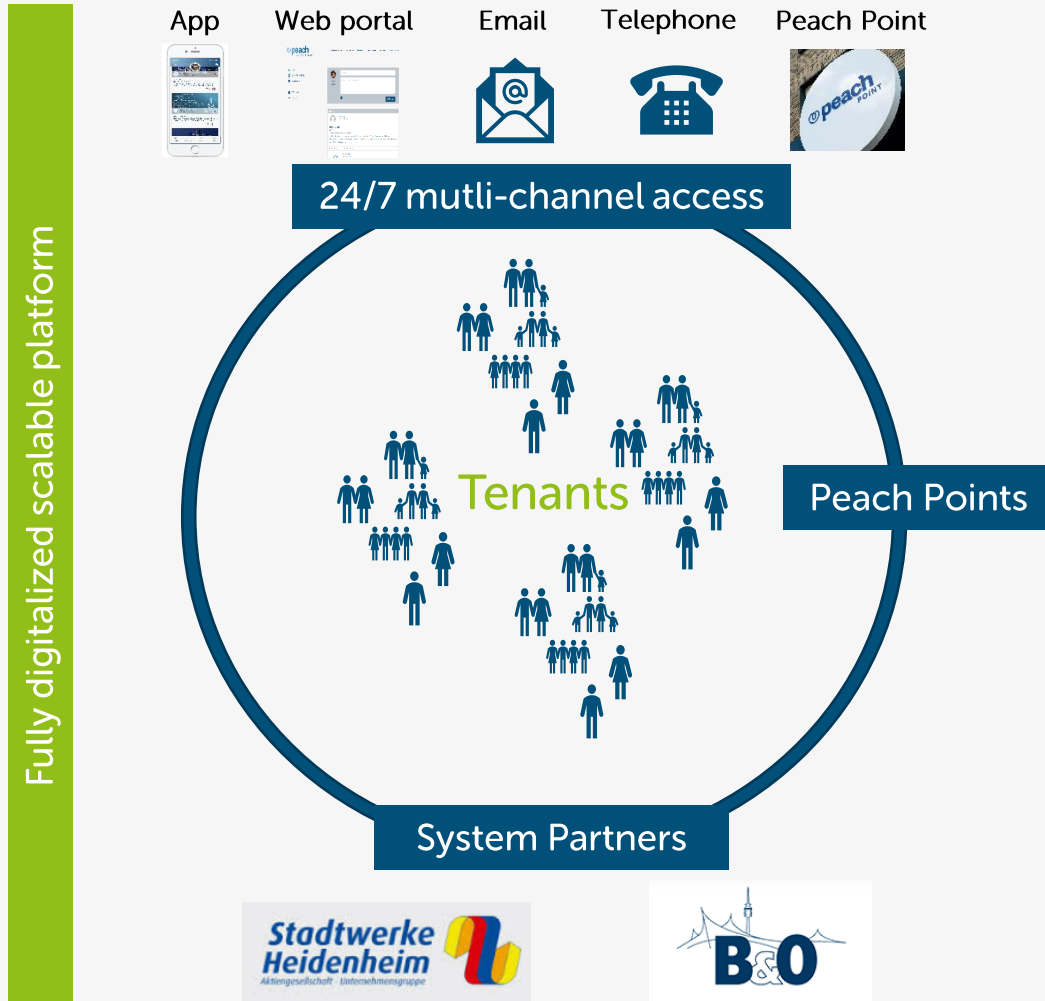 App
Web portal
Email
Telephone
Peach Point
peach
@
peach
POINT
24/7 mutli-channel access
Fully digitalized scalable platform
Tenants
Peach Points
System Partners
Stadtwerke
Heidenheim
Aktiengesellschaft - Unternehmensgruppe
B&O